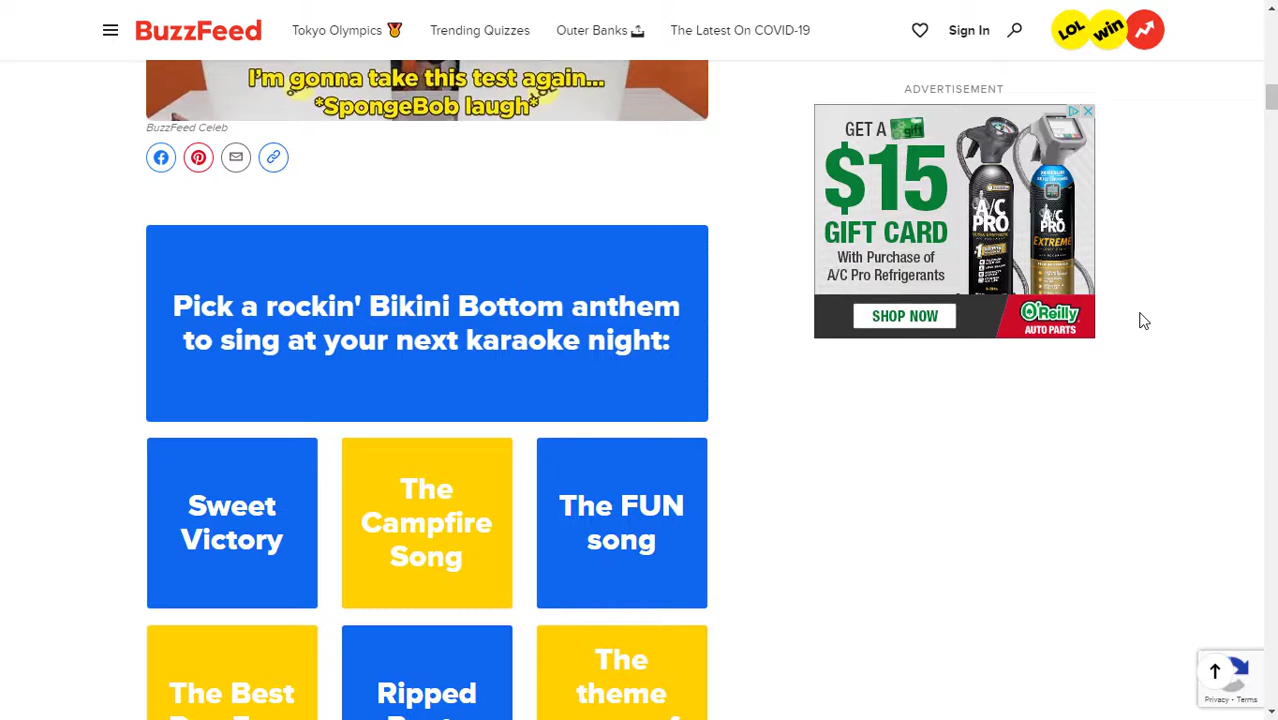 BuzzFeed
Tokyo Olympics
Trending Quizzes
Outer Banks
The Latest On COVID-19
Sign In
LOL
win
I'm gonna take this test again...
*SpongeBob laugh*
BuzzFeed Celeb
ADVERTISEMENT
GET A gift
$15
GIFT CARD
With Purchase of
A/C Pro Refrigerants
SHOP NOW
A/C
PRO
A/C
PRO
EXTREME
O'Reilly
AUTO PARTS
Pick a rockin' Bikini Bottom anthem
to sing at your next karaoke night:
Sweet
Victory
The
Campfire
Song
The FUN
song
The Best
Ripped
The
theme
Privacy - Terms